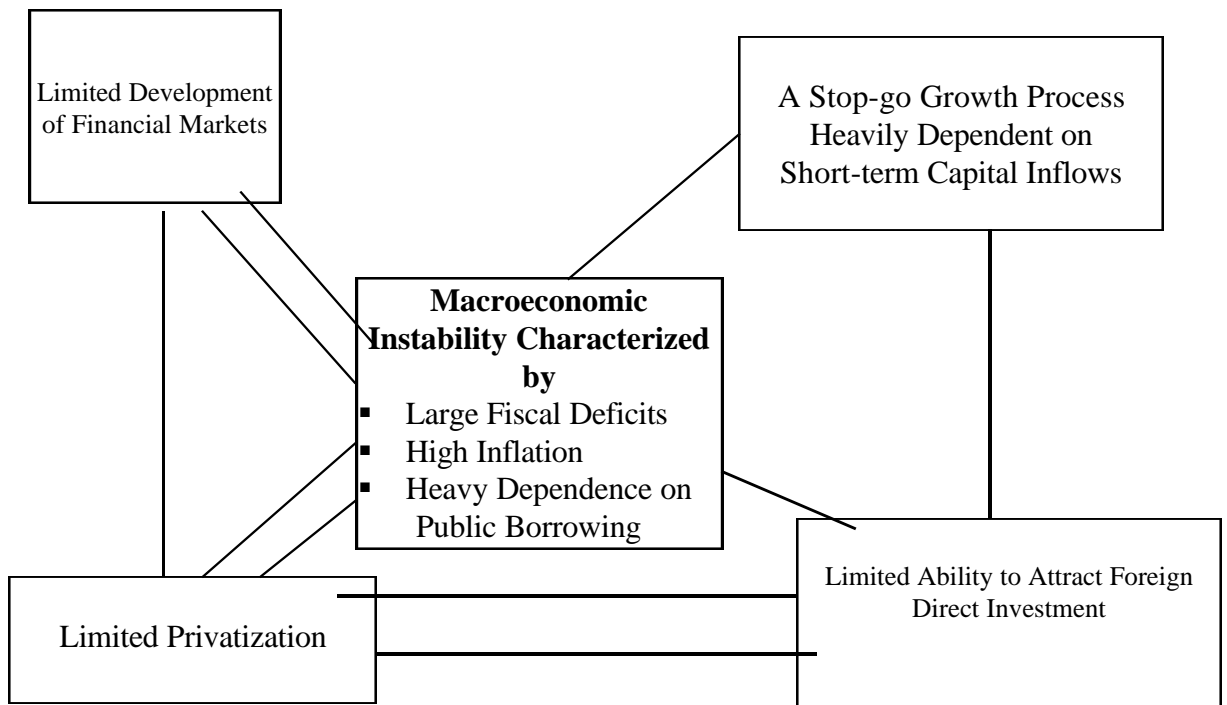 Limited Development
of Financial Markets
A Stop-go Growth Process
Heavily Dependent on
Short-term Capital Inflows
Macroeconomic
Instability Characterized
by
▪ Large Fiscal Deficits
▪ High Inflation
▪ Heavy Dependence on
Public Borrowing
Limited Privatization
Limited Ability to Attract Foreign
Direct Investment